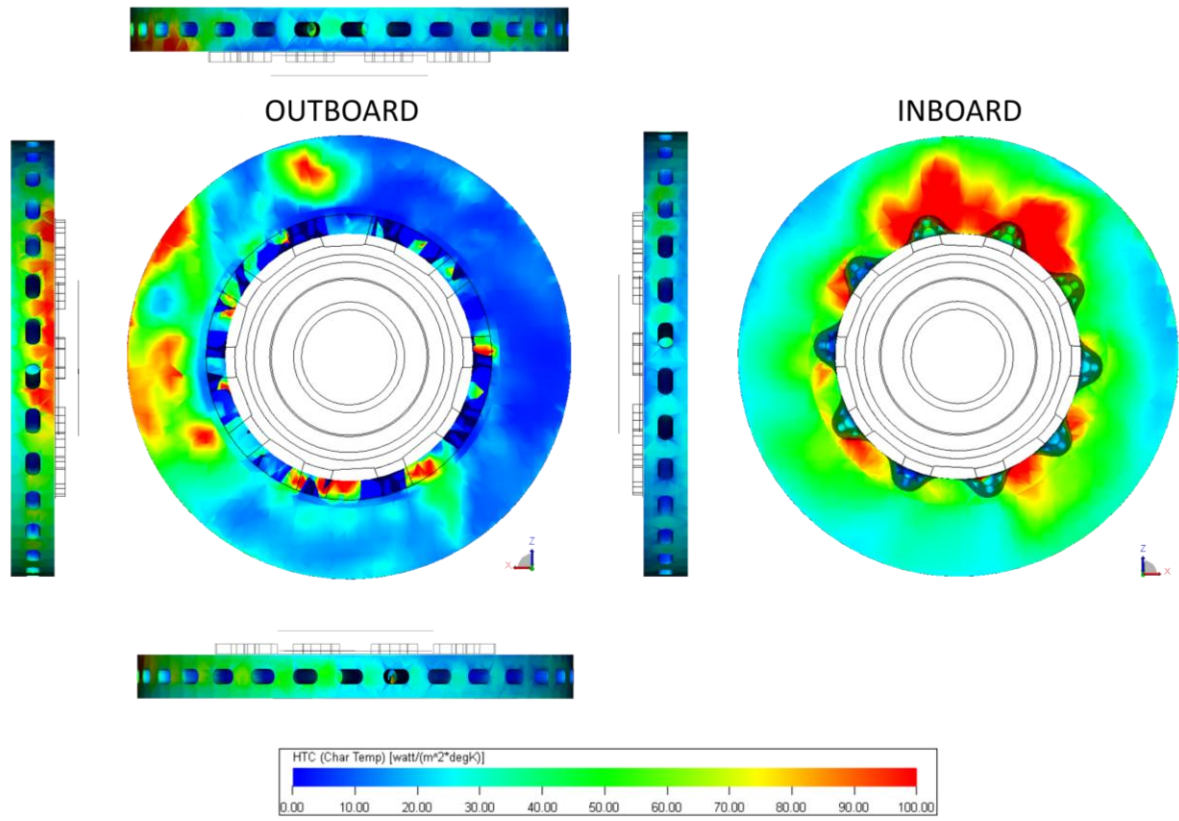 OUTBOARD
INBOARD
Z
X
Z
X
HTC (Char Temp) [watt/(m^2*degK)]
0.00 10.00 20.00 30.00 40.00 50.00 60.00 70.00 80.00 90.00 100.00